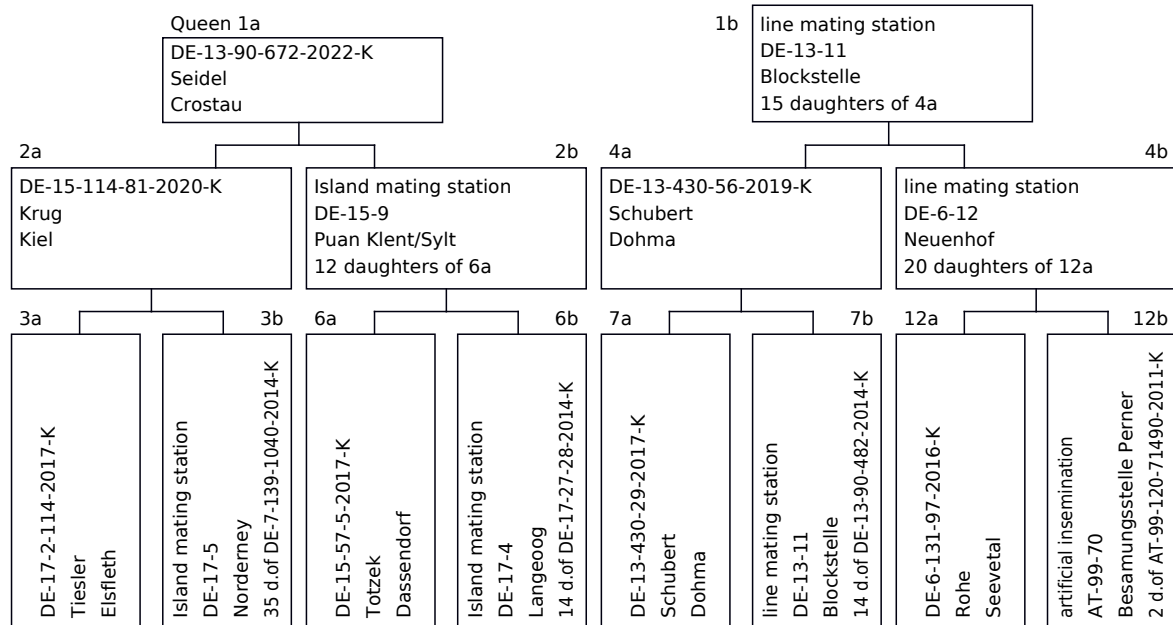 Queen 1a
DE-13-90-672-2022-K
Seidel
Crostau
1b
line mating station
DE-13-11
Blockstelle
15 daughters of 4a
2a
DE-15-114-81-2020-K
Krug
Kiel
2b
Island mating station
DE-15-9
Puan Klent/Sylt
12 daughters of 6a
4a
DE-13-430-56-2019-K
Schubert
Dohma
4b
line mating station
DE-6-12
Neuenhof
20 daughters of 12a
3a
DE-17-2-114-2017-K
Tiesler
Elsfleth
3b
Island mating station
DE-17-5
Norderney
35 d.of DE-7-139-1040-2014-K
6a
DE-15-57-5-2017-K
Totzek
Dassendorf
6b
Island mating station
DE-17-4
Langeoog
14 d.of DE-17-27-28-2014-K
7a
DE-13-430-29-2017-K
Schubert
Dohma
7b
line mating station
DE-13-11
Blockstelle
14 d.of DE-13-90-482-2014-K
12a
DE-6-131-97-2016-K
Rohe
Seevetal
12b
artificial insemination
AT-99-70
Besamungsstelle Perner
2 d.of AT-99-120-71490-2011-K